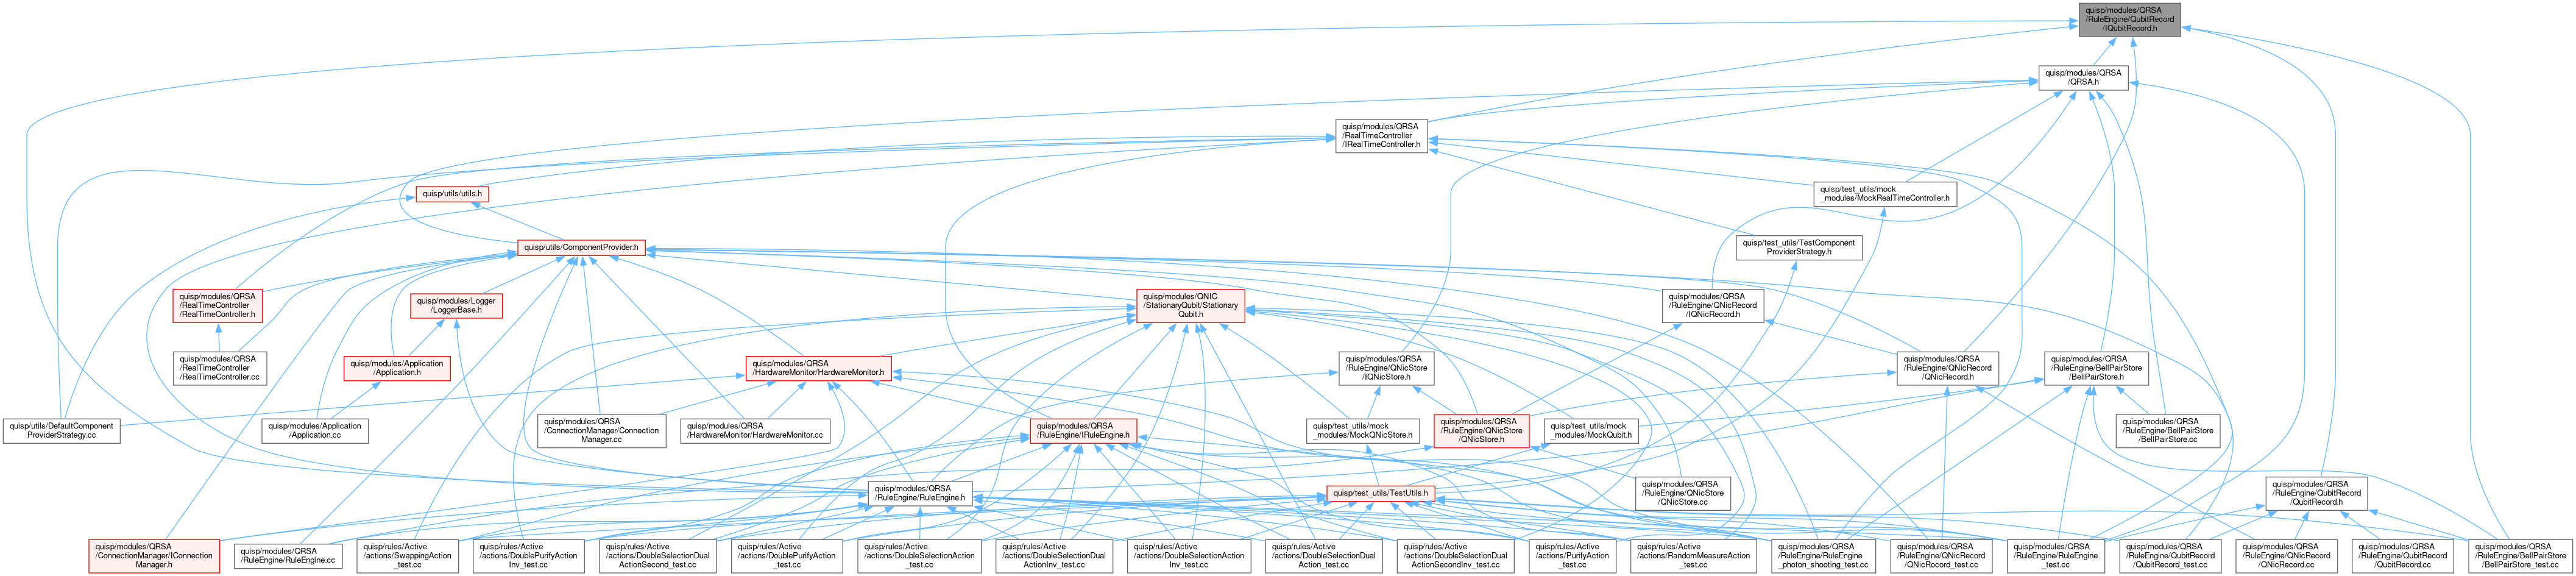 quisp/modules/QRSA
/RuleEngine/QubitRecord
/IQubitRecord.h
quisp/modules/QRSA
/QRSA.h
quisp/modules/QRSA
/RealTimeController
/IRealTimeController.h
quisp/utils/utils.h
quisp/test_utils/mock
_modules/MockRealTimeController.h
quisp/utils/ComponentProvider.h
quisp/test_utils/TestComponent
ProviderStrategy.h
quisp/modules/QRSA
/RealTimeController
/RealTimeController.h
quisp/modules/Logger
/LoggerBase.h
quisp/modules/QNIC
/StationaryQubit/Stationary
Qubit.h
quisp/modules/QRSA
/RuleEngine/QNicRecord
/IQNicRecord.h
quisp/modules/QRSA
/RealTimeController
/RealTimeController.cc
quisp/modules/Application
/Application.h
quisp/modules/QRSA
/HardwareMonitor/HardwareMonitor.h
quisp/modules/QRSA
/RuleEngine/QNicStore
/IQNicStore.h
quisp/modules/QRSA
/RuleEngine/QNicRecord
/QNicRecord.h
quisp/modules/QRSA
/RuleEngine/BellPairStore
/BellPairStore.h
quisp/utils/DefaultComponent
ProviderStrategy.cc
quisp/modules/Application
/Application.cc
quisp/modules/QRSA
/ConnectionManager/Connection
Manager.cc
quisp/modules/QRSA
/HardwareMonitor/HardwareMonitor.cc
quisp/modules/QRSA
/RuleEngine/IRuleEngine.h
quisp/test_utils/mock
_modules/MockQNicStore.h
quisp/modules/QRSA
/RuleEngine/QNicStore
/QNicStore.h
quisp/test_utils/mock
_modules/MockQubit.h
quisp/modules/QRSA
/RuleEngine/BellPairStore
/BellPairStore.cc
quisp/modules/QRSA
/RuleEngine/RuleEngine.h
quisp/test_utils/TestUtils.h
quisp/modules/QRSA
/RuleEngine/QNicStore
/QNicStore.cc
quisp/modules/QRSA
/RuleEngine/QubitRecord
/QubitRecord.h
quisp/modules/QRSA
/ConnectionManager/IConnection
Manager.h
quisp/modules/QRSA
/RuleEngine/RuleEngine.cc
quisp/rules/Active
/actions/SwappingAction
_test.cc
quisp/rules/Active
/actions/DoublePurifyAction
Inv_test.cc
quisp/rules/Active
/actions/DoubleSelectionDual
ActionSecond_test.cc
quisp/rules/Active
/actions/DoublePurifyAction
_test.cc
quisp/rules/Active
/actions/DoubleSelectionAction
_test.cc
quisp/rules/Active
/actions/DoubleSelectionDual
ActionInv_test.cc
quisp/rules/Active
/actions/DoubleSelectionAction
Inv_test.cc
quisp/rules/Active
/actions/DoubleSelectionDual
Action_test.cc
quisp/rules/Active
/actions/DoubleSelectionDual
ActionSecondInv_test.cc
quisp/rules/Active
/actions/PurifyAction
_test.cc
quisp/rules/Active
/actions/RandomMeasureAction
_test.cc
quisp/modules/QRSA
/RuleEngine/RuleEngine
_photon_shooting_test.cc
quisp/modules/QRSA
/RuleEngine/QNicRecord
/QNicRocord_test.cc
quisp/modules/QRSA
/RuleEngine/RuleEngine
_test.cc
quisp/modules/QRSA
/RuleEngine/QubitRecord
/QubitRecord_test.cc
quisp/modules/QRSA
/RuleEngine/QNicRecord
/QNicRecord.cc
quisp/modules/QRSA
/RuleEngine/QubitRecord
/QubitRecord.cc
quisp/modules/QRSA
/RuleEngine/BellPairStore
/BellPairStore_test.cc